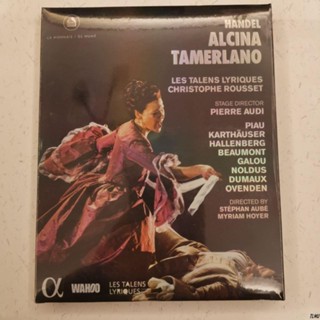 HANDEL
ALCINA
TAMERLANO
LES TALENS LYRIQUES
CHRISTOPHE ROUSSET
STAGE DIRECTOR
PIERRE AUDI
PIAU
KARTHÄUSER
HALLENBERG
BEAUMONT
GALOU
NOLDUS
DUMAUX
OVENDEN
DIRECTED BY
STÉPHAN AUBÉ
MYRIAM HOYER
α
WAHOO
LES TALENS
LYRIQUES